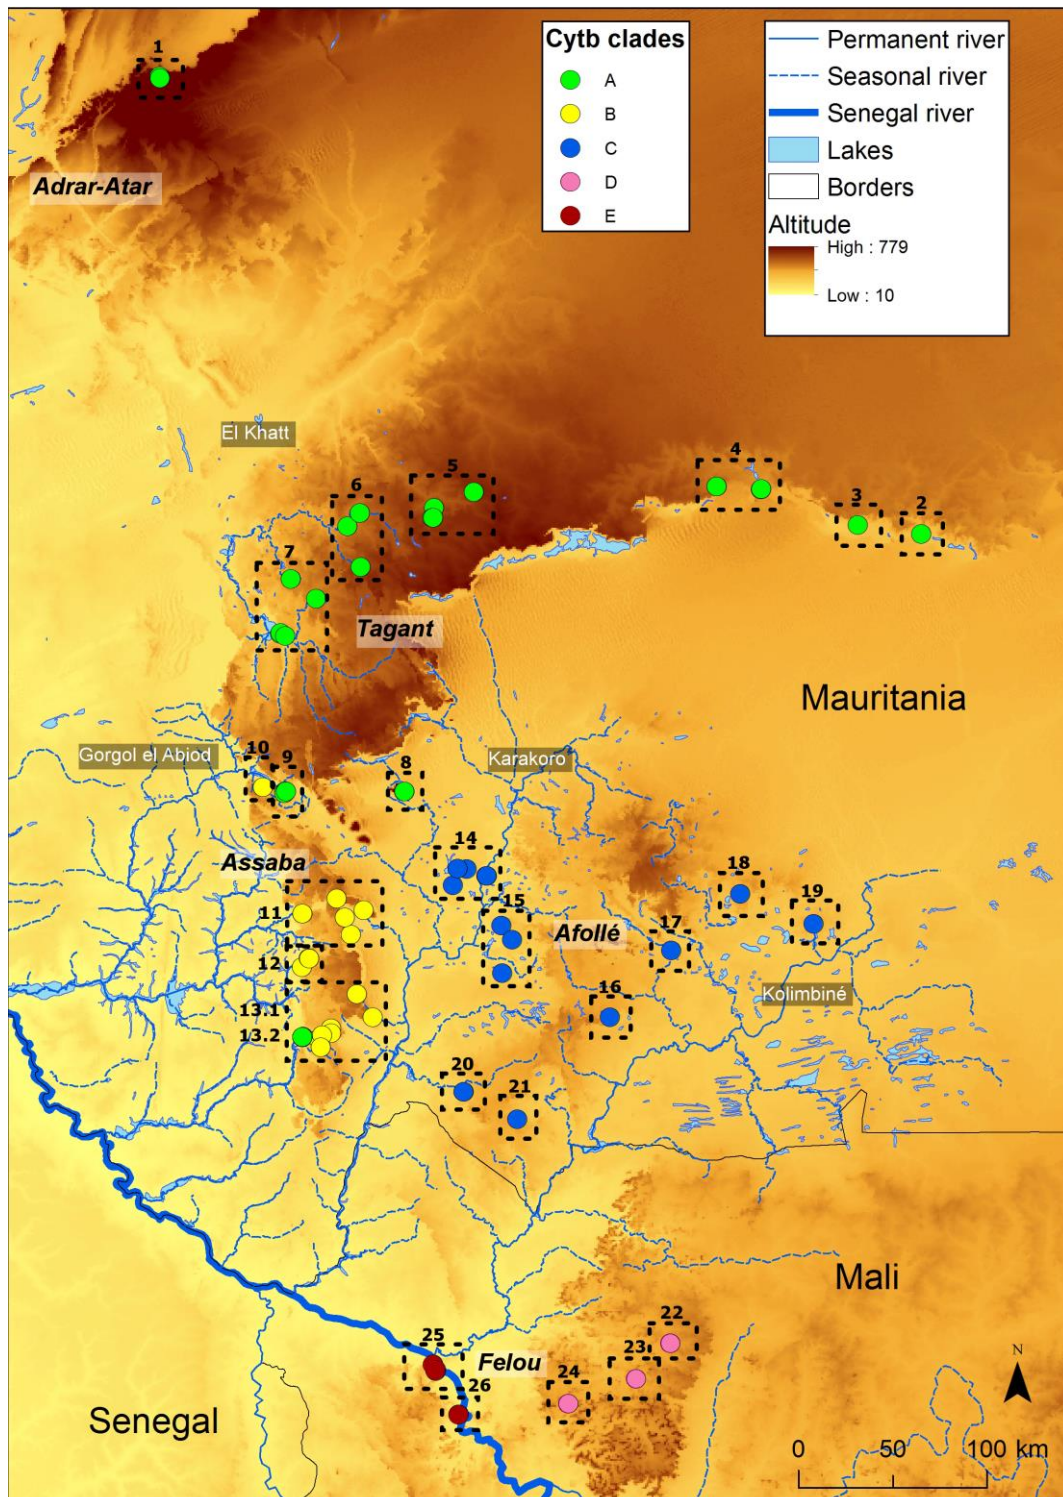 Cytb clades
A
B
C
D
E
Permanent river
Seasonal river
Senegal river
Lakes
Borders
Altitude
High : 779
Low : 10
1
Adrar-Atar
El Khatt
5
4
6
3
2
7
Tagant
Mauritania
Gorgol el Abiod
10
9
8
Karakoro
14
Assaba
18
11
15
19
Afollé
17
12
16
Kolimbiné
13.1
13.2
20
21
Mali
22
25
Felou
23
24
26
N
Senegal
0
50
100 km